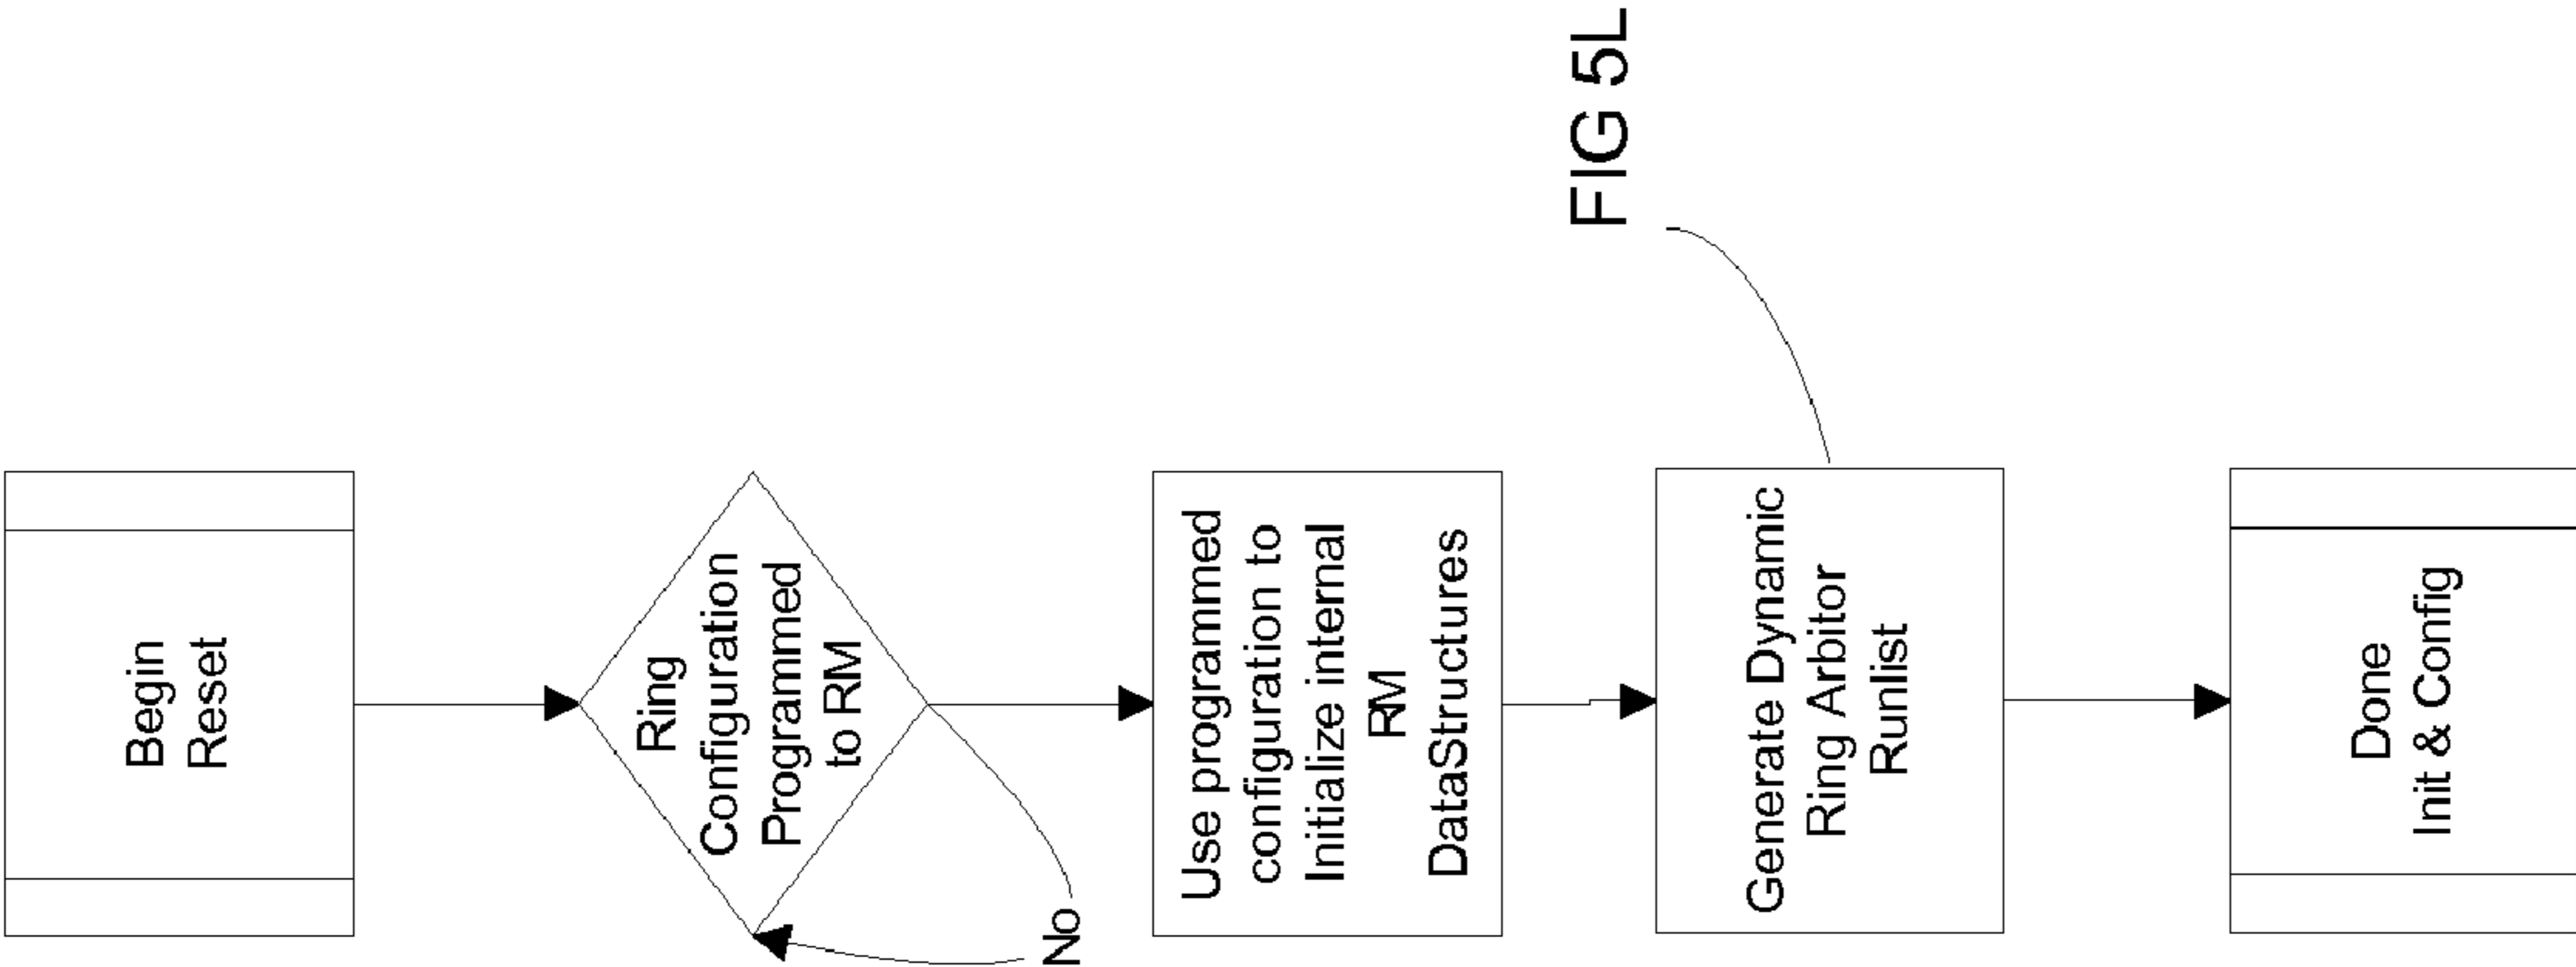 Begin
Reset
Ring
Configuration
Programmed
to RM
No
Use programmed
configuration to
Initialize internal
RM
DataStructures
FIG 5L
Generate Dynamic
Ring Arbitor
Runlist
Done
Init & Config